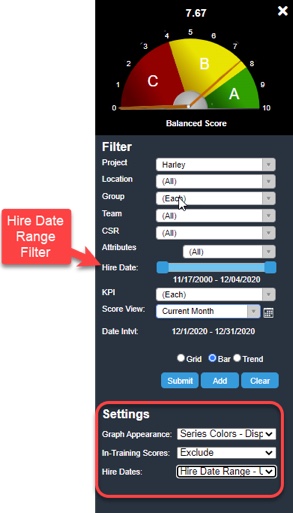 7.67
✕
0 1 2 3 4 5 6 7 8 9 10
C B A
Balanced Score
Filter
Project Harley
Location (All)
Group (Each)
Team (All)
CSR (All)
Attributes (All)
Hire Date
Range
Filter
Hire Date:
11/17/2000 - 12/04/2020
KPI (Each)
Score View: Current Month
Date Intvl: 12/1/2020 - 12/31/2020
Grid Bar Trend
Submit Add Clear
Settings
Graph Appearance: Series Colors - Disp
In-Training Scores: Exclude
Hire Dates: Hire Date Range - U